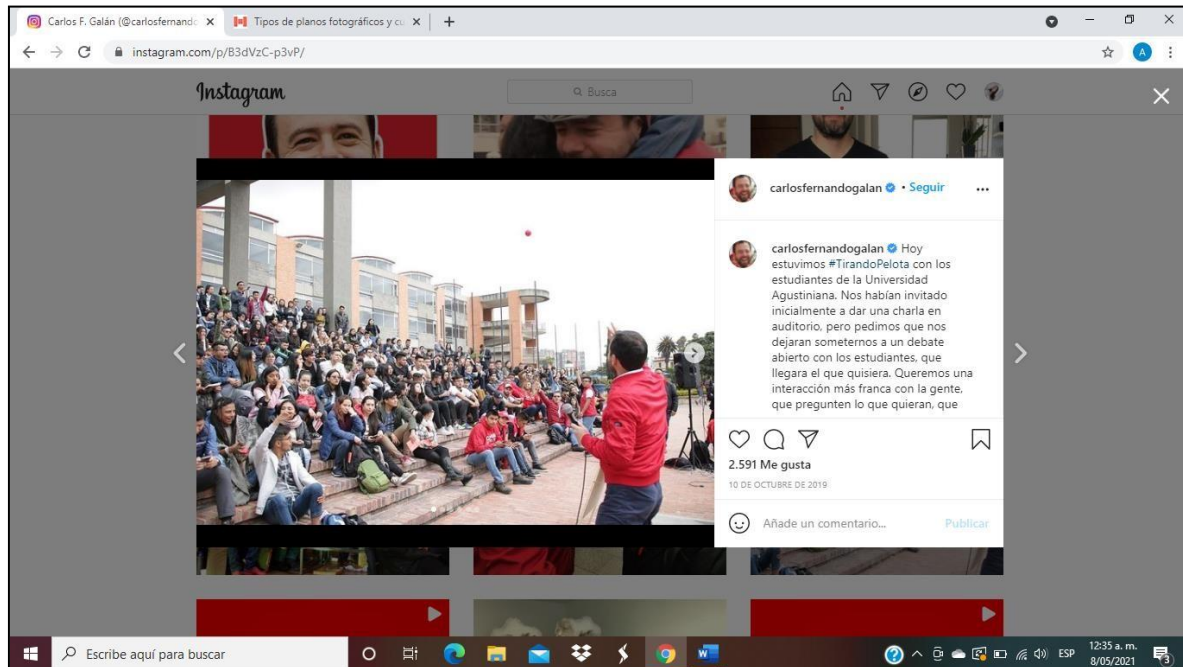 Carlos F. Galán (@carlosfernando
Tipos de planos fotográficos y cu
instagram.com/p/B3dVzC-p3vP/
A
Instagram
Busca
carlosfernandogalan • Seguir
carlosfernandogalan Hoy
estuvimos #TirandoPelota con los
estudiantes de la Universidad
Agustiniana. Nos habían invitado
inicialmente a dar una charla en
auditorio, pero pedimos que nos
dejaran someternos a un debate
abierto con los estudiantes, que
llegara el que quisiera. Queremos una
interacción más franca con la gente,
que pregunten lo que quieran, que
2.591 Me gusta
10 DE OCTUBRE DE 2019
Añade un comentario...
Publicar
Escribe aquí para buscar
ESP
12:35 a. m.
8/05/2021
3